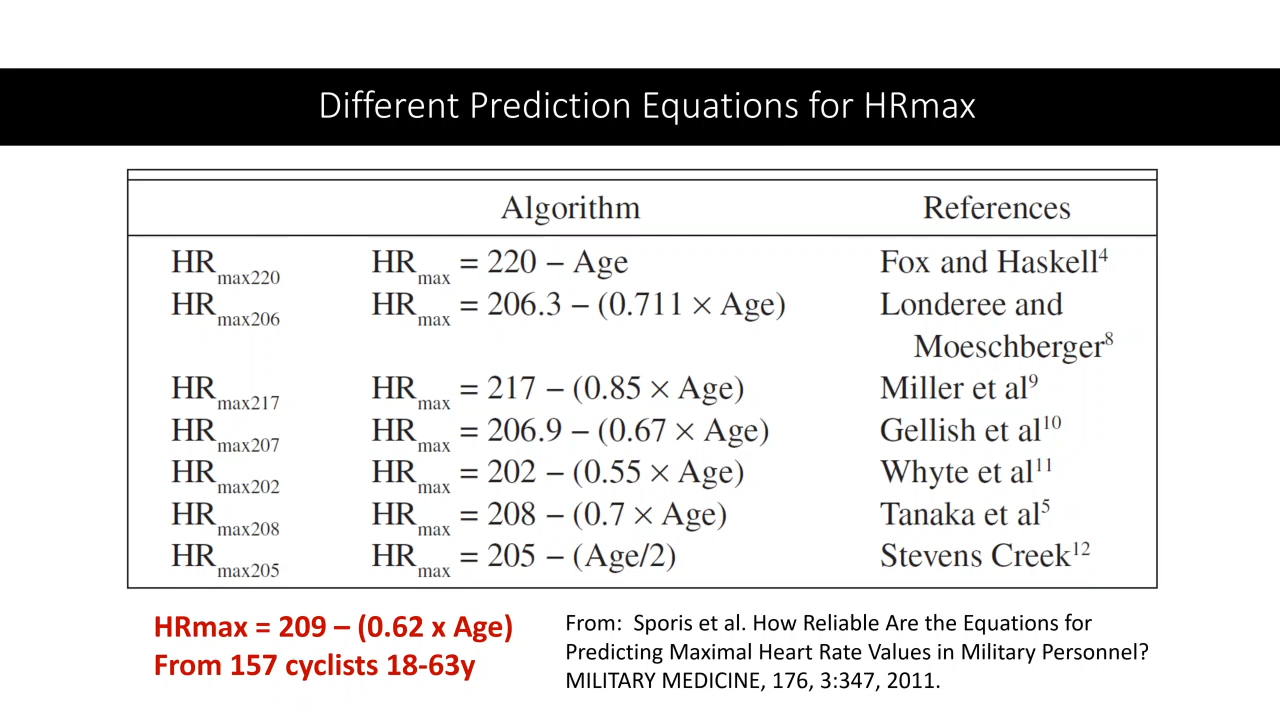 Different Prediction Equations for HRmax
Algorithm References
HRmax220 HRmax = 220 – Age Fox and Haskell4
HRmax206 HRmax = 206.3 – (0.711 × Age) Londeree and
Moeschberger8
HRmax217 HRmax = 217 – (0.85 × Age) Miller et al9
HRmax207 HRmax = 206.9 – (0.67 × Age) Gellish et al10
HRmax202 HRmax = 202 – (0.55 × Age) Whyte et al11
HRmax208 HRmax = 208 – (0.7 × Age) Tanaka et al5
HRmax205 HRmax = 205 – (Age/2) Stevens Creek12
HRmax = 209 – (0.62 x Age)
From 157 cyclists 18-63y
From: Sporis et al. How Reliable Are the Equations for
Predicting Maximal Heart Rate Values in Military Personnel?
MILITARY MEDICINE, 176, 3:347, 2011.